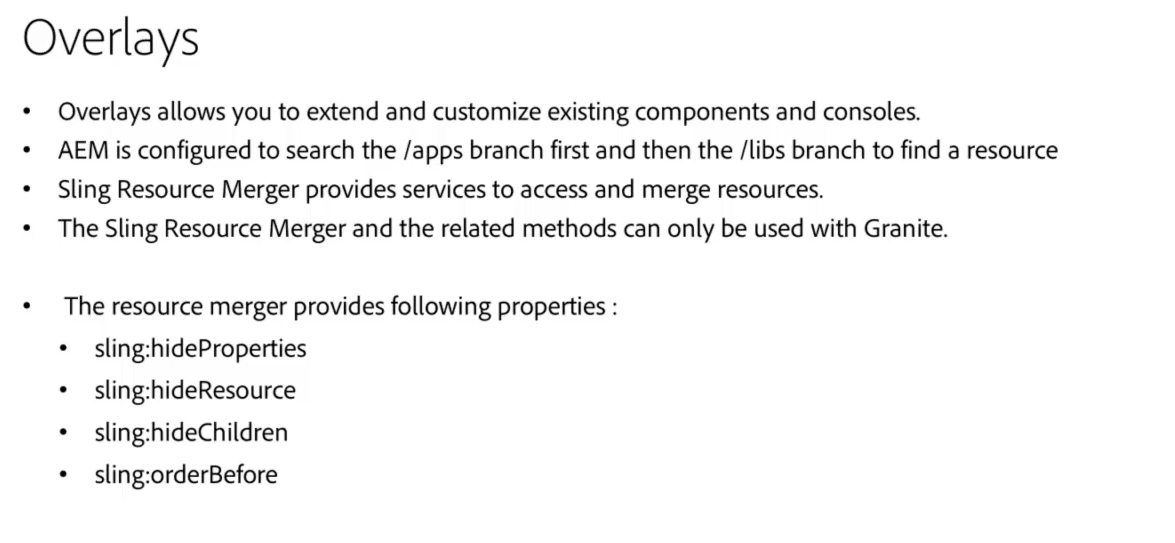 Overlays
• Overlays allows you to extend and customize existing components and consoles.
• AEM is configured to search the /apps branch first and then the /libs branch to find a resource
• Sling Resource Merger provides services to access and merge resources.
• The Sling Resource Merger and the related methods can only be used with Granite.
• The resource merger provides following properties :
• sling:hideProperties
• sling:hideResource
• sling:hideChildren
• sling:orderBefore